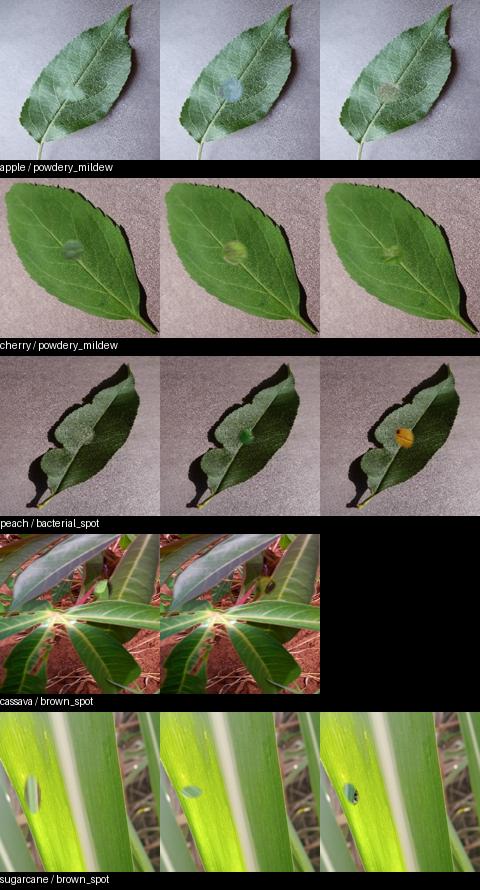 apple / powdery_mildew
cherry / powdery_mildew
peach / bacterial_spot
cassava / brown_spot
sugarcane / brown_spot